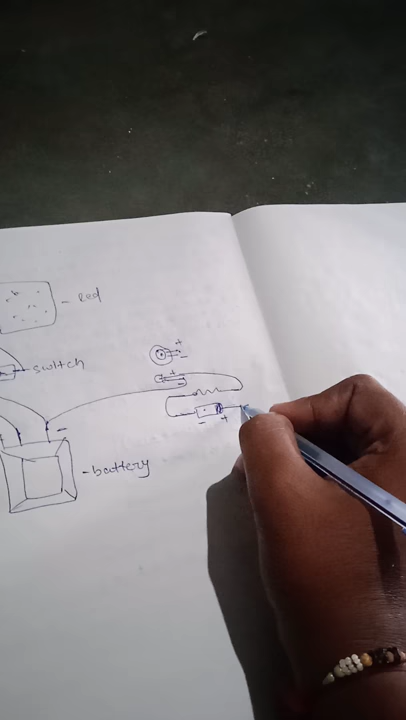 - led
- switch
+
-
+
-
- +
- battery